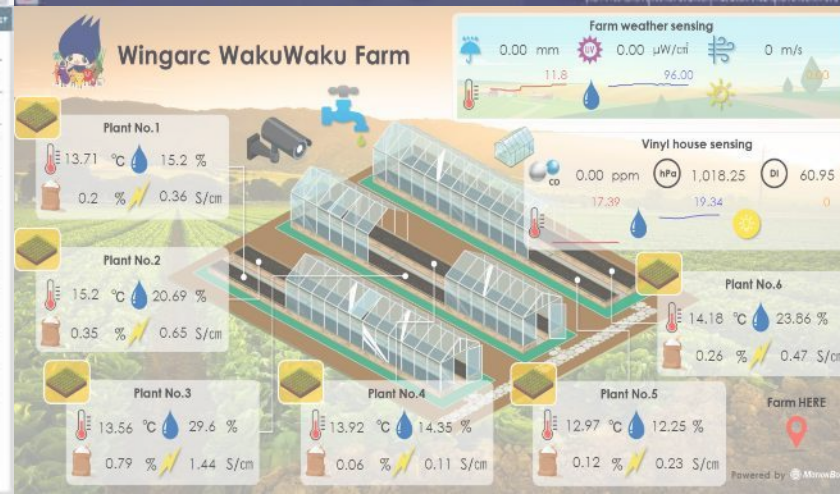 Wingarc WakuWaku Farm
Farm weather sensing
0.00 mm UV 0.00 μW/㎠ 0 m/s
11.8 96.00 0.00
Vinyl house sensing
CO 0.00 ppm hPa 1,018.25 DI 60.95
17.39 19.34 0
Plant No.1
13.71 ℃ 15.2 %
0.2 % 0.36 S/cm
Plant No.2
15.2 ℃ 20.69 %
0.35 % 0.65 S/cm
Plant No.3
13.56 ℃ 29.6 %
0.79 % 1.44 S/cm
Plant No.4
13.92 ℃ 14.35 %
0.06 % 0.11 S/cm
Plant No.5
12.97 ℃ 12.25 %
0.12 % 0.23 S/cm
Plant No.6
14.18 ℃ 23.86 %
0.26 % 0.47 S/cm
Farm HERE
Powered by